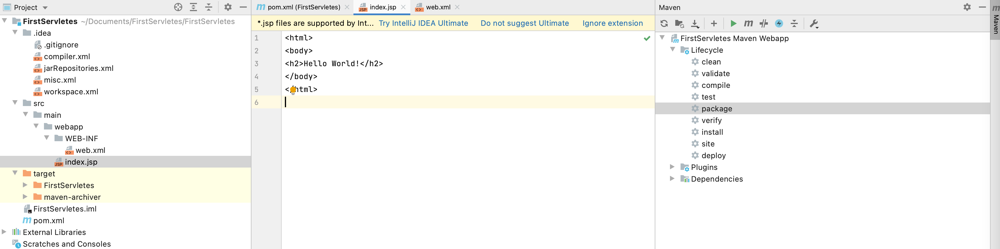 Project
FirstServletes ~/Documents/FirstServletes/FirstServletes
.idea
.gitignore
compiler.xml
jarRepositories.xml
misc.xml
workspace.xml
src
main
webapp
WEB-INF
web.xml
JSP index.jsp
target
FirstServletes
maven-archiver
FirstServletes.iml
m pom.xml
External Libraries
Scratches and Consoles
m pom.xml (FirstServletes)
JSP index.jsp
web.xml
*.jsp files are supported by Int... Try IntelliJ IDEA Ultimate Do not suggest Ultimate Ignore extension
1 <html>
2 <body>
3 <h2>Hello World!</h2>
4 </body>
5 </html>
6
Maven
m
FirstServletes Maven Webapp
Lifecycle
clean
validate
compile
test
package
verify
install
site
deploy
Plugins
Dependencies
m Maven